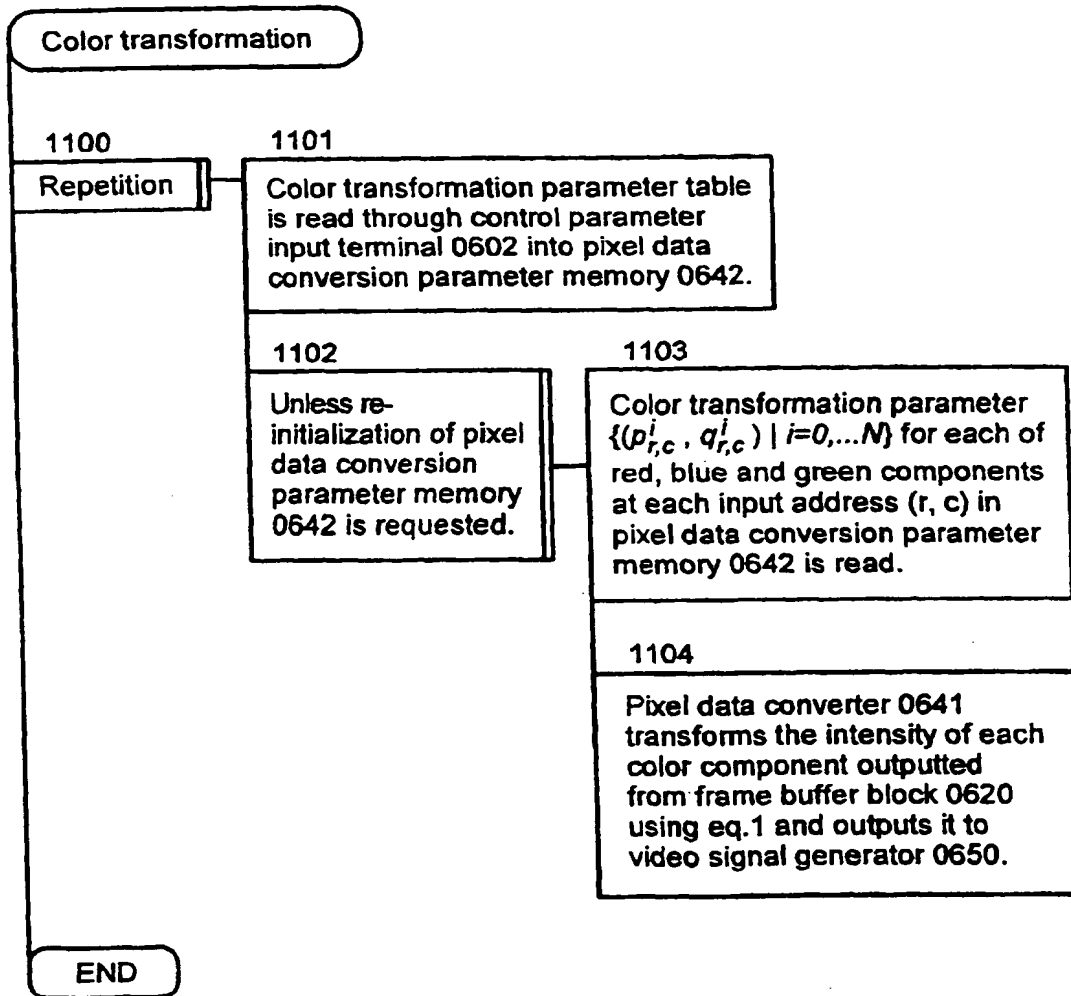 Color transformation
1100
Repetition
1101
Color transformation parameter table
is read through control parameter
input terminal 0602 into pixel data
conversion parameter memory 0642.
1102
Unless re-
initialization of pixel
data conversion
parameter memory
0642 is requested.
1103
Color transformation parameter
{(p^i_{r,c}, q^i_{r,c}) | i=0,...N} for each of
red, blue and green components
at each input address (r, c) in
pixel data conversion parameter
memory 0642 is read.
1104
Pixel data converter 0641
transforms the intensity of each
color component outputted
from frame buffer block 0620
using eq.1 and outputs it to
video signal generator 0650.
END